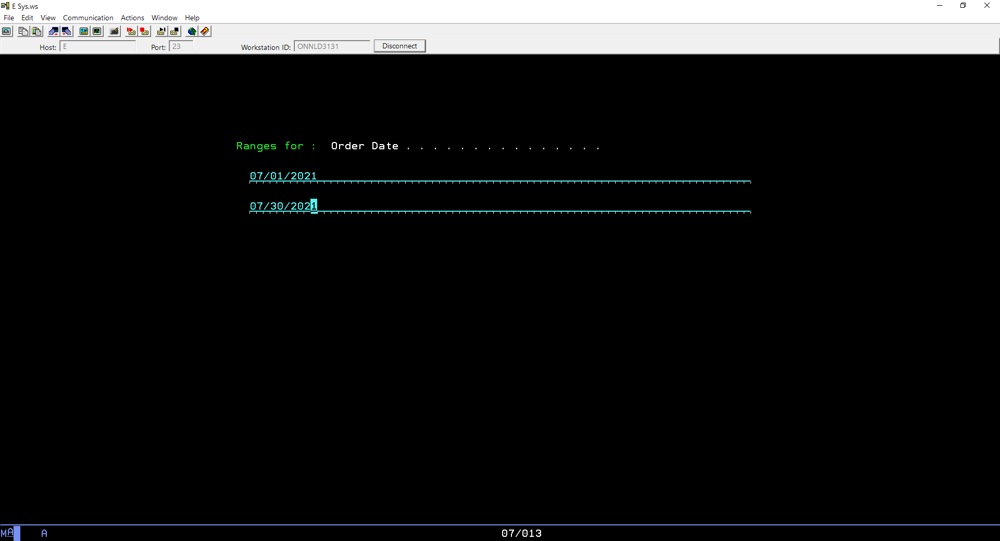 E Sys.ws
File Edit View Communication Actions Window Help
Host: E Port: 23 Workstation ID: ONNLD3131 Disconnect
Ranges for : Order Date . . . . . . . . . . . . . . .
07/01/2021
07/30/2021
MA A 07/013